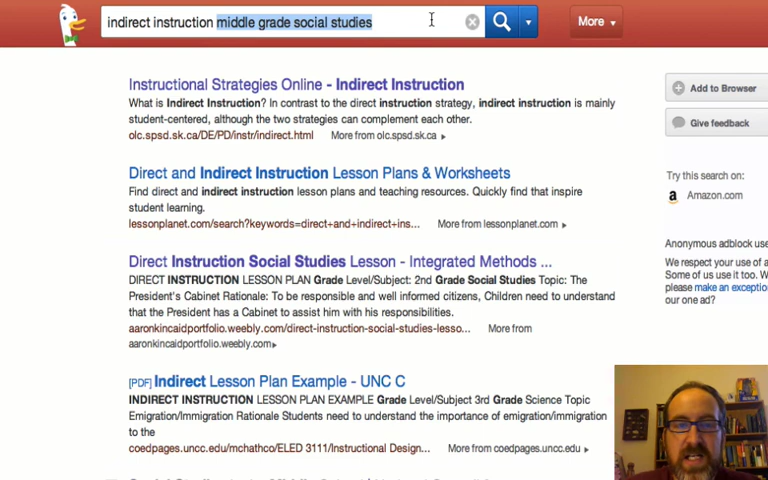 indirect instruction middle grade social studies
More
Instructional Strategies Online - Indirect Instruction
What is Indirect Instruction? In contrast to the direct instruction strategy, indirect instruction is mainly
student-centered, although the two strategies can complement each other.
olc.spsd.sk.ca/DE/PD/instr/indirect.html More from olc.spsd.sk.ca
Direct and Indirect Instruction Lesson Plans & Worksheets
Find direct and indirect instruction lesson plans and teaching resources. Quickly find that inspire
student learning.
lessonplanet.com/search?keywords=direct+and+indirect+ins... More from lessonplanet.com
Direct Instruction Social Studies Lesson - Integrated Methods ...
DIRECT INSTRUCTION LESSON PLAN Grade Level/Subject: 2nd Grade Social Studies Topic: The
President's Cabinet Rationale: To be responsible and well informed citizens, Children need to understand
that the President has a Cabinet to assist him with his responsibilities.
aaronkincaidportfolio.weebly.com/direct-instruction-social-studies-lesso... More from
aaronkincaidportfolio.weebly.com
[PDF] Indirect Lesson Plan Example - UNC C
INDIRECT INSTRUCTION LESSON PLAN EXAMPLE Grade Level/Subject 3rd Grade Science Topic
Emigration/Immigration Rationale Students need to understand the importance of emigration/immigration
to the
coedpages.uncc.edu/mchathco/ELED 3111/Instructional Design... More from coedpages.uncc.edu
Add to Browser
Give feedback
Try this search on:
Amazon.com
Anonymous adblock use
We respect your use of a
Some of us use it too. W
please make an exceptio
our one ad?